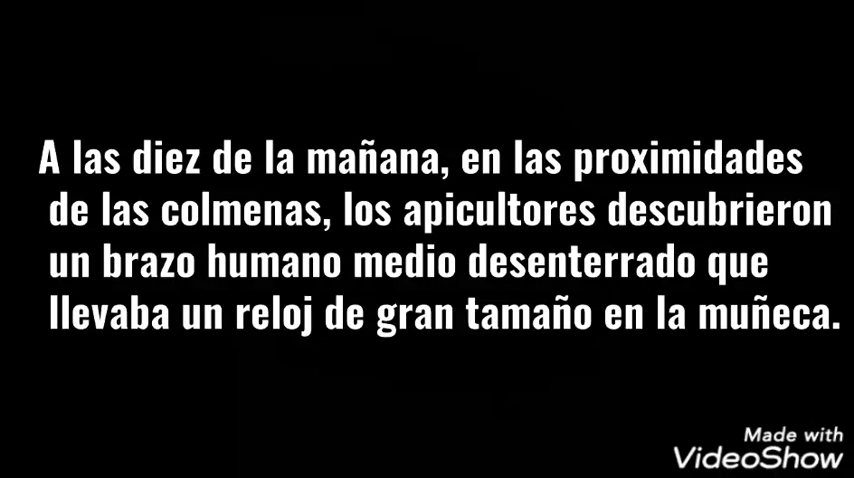 A las diez de la mañana, en las proximidades
de las colmenas, los apicultores descubrieron
un brazo humano medio desenterrado que
llevaba un reloj de gran tamaño en la muñeca.
Made with
VideoShow